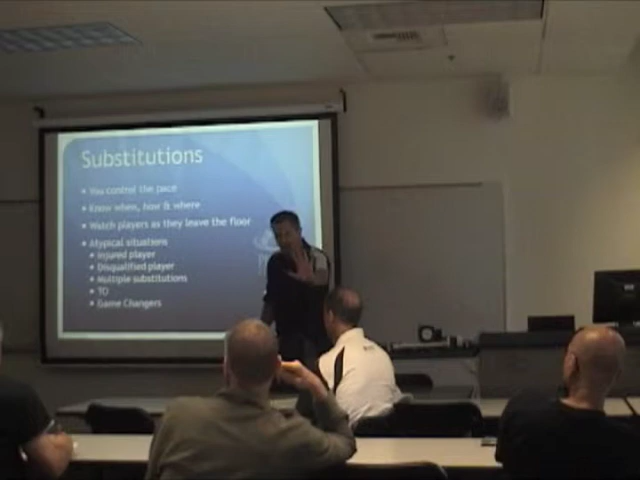 Substitutions
• You control the pace
• Know when, how & where
• Watch players as they leave the floor
• Atypical situations
• Injured player
• Disqualified player
• Multiple substitutions
• TO
• Game Changers